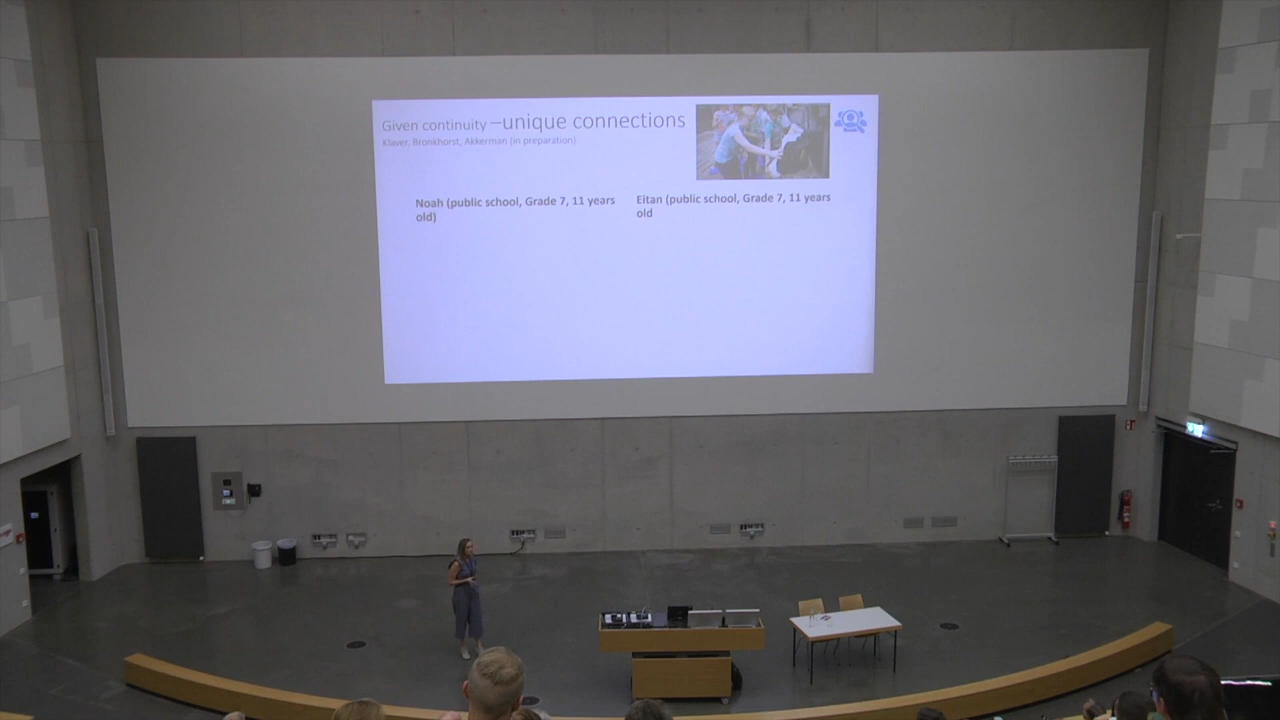 Given continuity –unique connections
Klaver, Bronkhorst, Akkerman (in preparation)
Noah (public school, Grade 7, 11 years
old)
Eitan (public school, Grade 7, 11 years
old